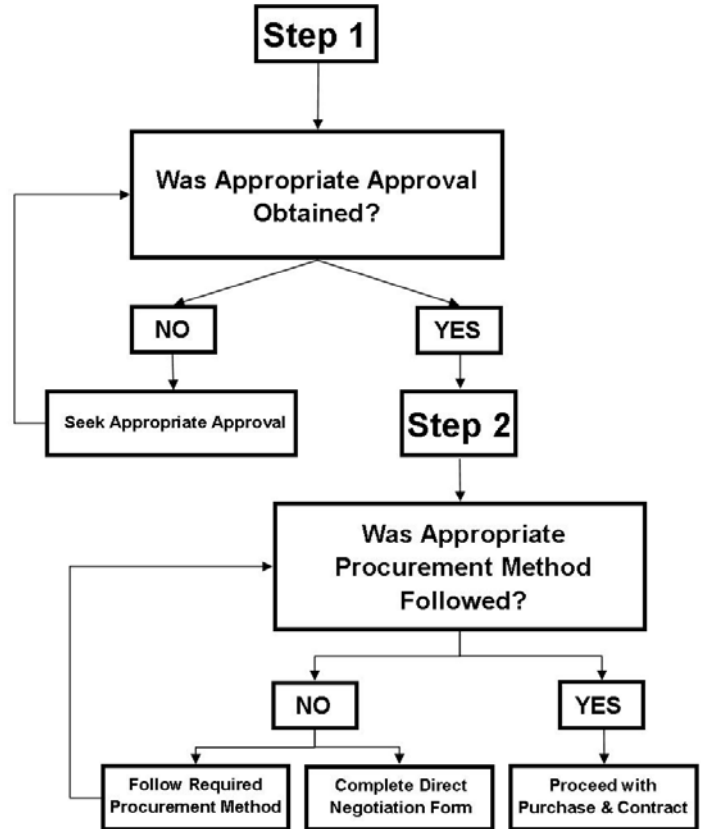 Step 1
Was Appropriate Approval
Obtained?
NO
YES
Seek Appropriate Approval
Step 2
Was Appropriate
Procurement Method
Followed?
NO
YES
Follow Required
Procurement Method
Complete Direct
Negotiation Form
Proceed with
Purchase & Contract